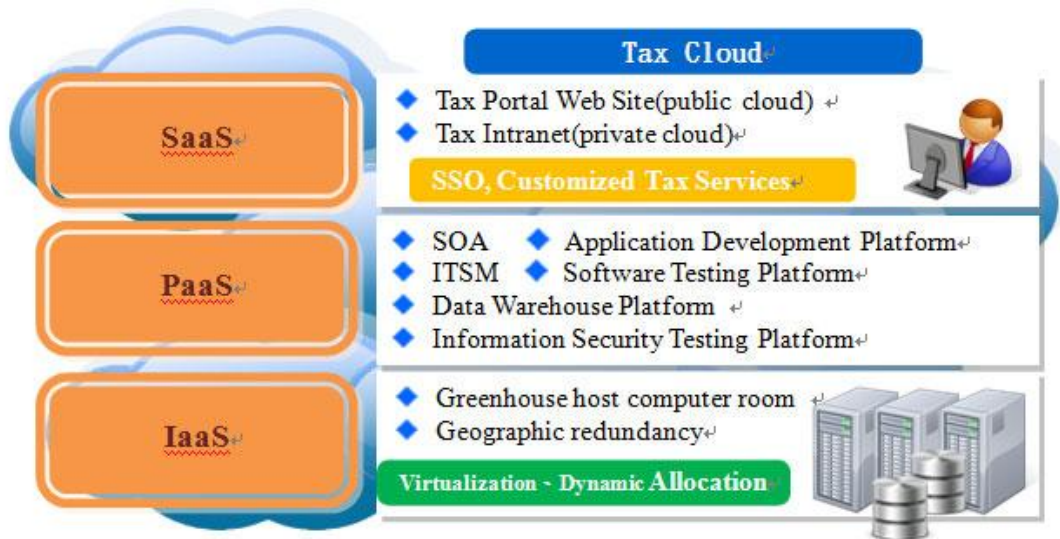 Tax Cloud
SaaS
◆ Tax Portal Web Site(public cloud)
◆ Tax Intranet(private cloud)
SSO, Customized Tax Services
PaaS
◆ SOA ◆ Application Development Platform
◆ ITSM ◆ Software Testing Platform
◆ Data Warehouse Platform
◆ Information Security Testing Platform
IaaS
◆ Greenhouse host computer room
◆ Geographic redundancy
Virtualization ~ Dynamic Allocation